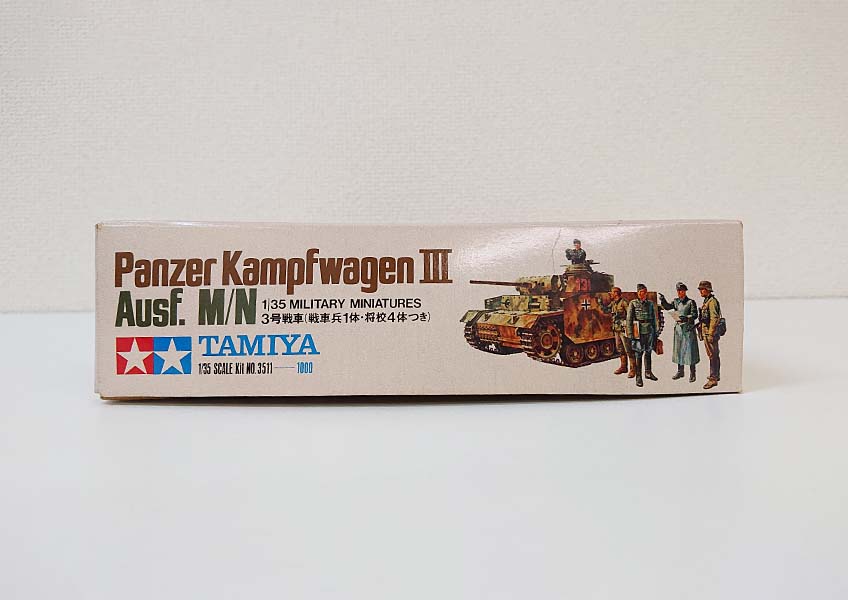 Panzer Kampfwagen III
Ausf. M/N
1/35 MILITARY MINIATURES
3号戦車(戦車兵1体・将校4体つき)
TAMIYA
1/35 SCALE Kit NO. 3511 1000
131